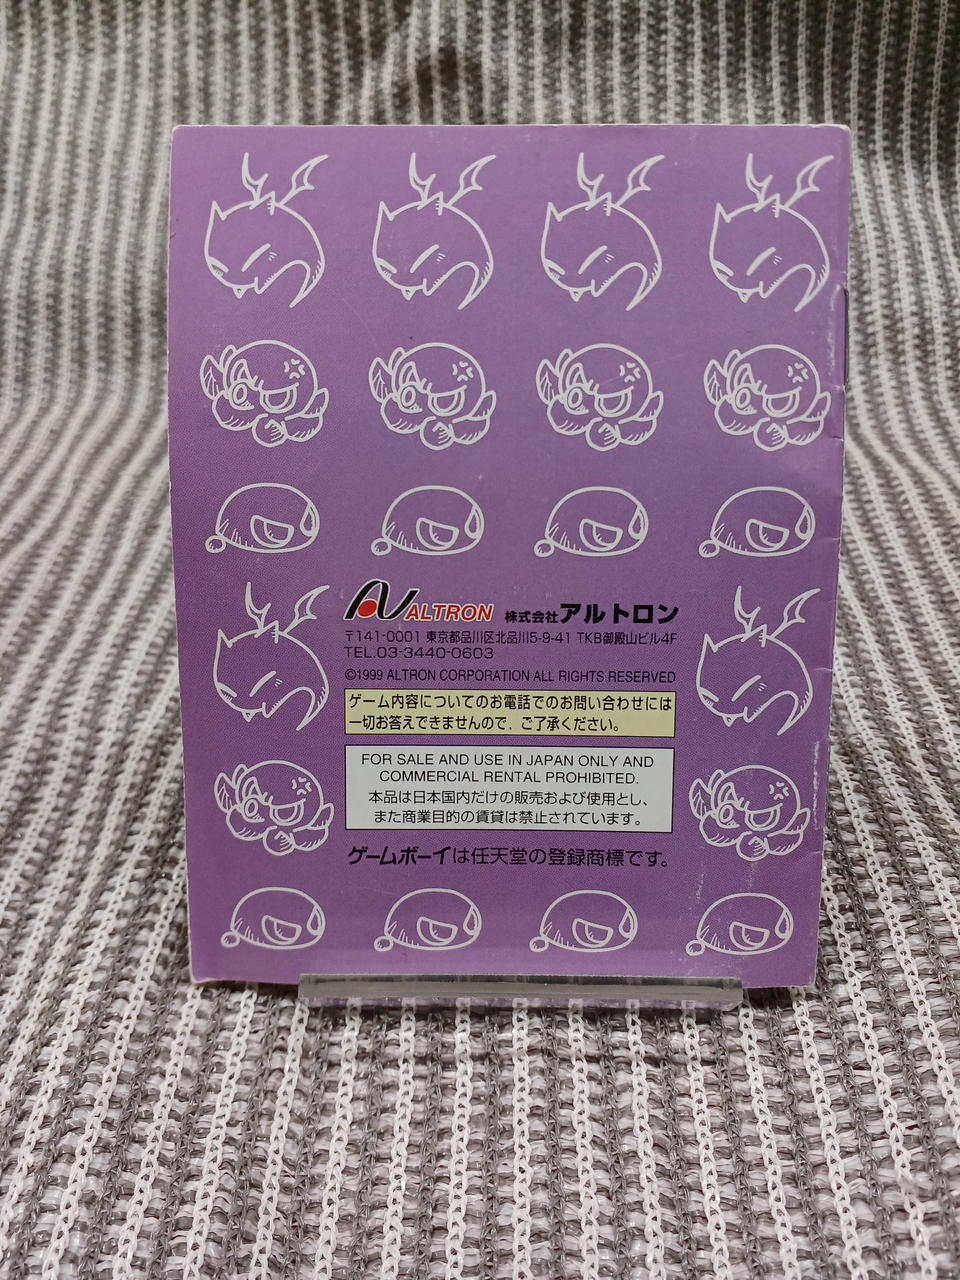 ALTRON 株式会社アルトロン
〒141-0001 東京都品川区北品川5-9-41 TKB御殿山ビル4F
TEL.03-3440-0603
©1999 ALTRON CORPORATION ALL RIGHTS RESERVED
ゲーム内容についてのお電話でのお問い合わせには
一切お答えできませんので、ご了承ください。
FOR SALE AND USE IN JAPAN ONLY AND
COMMERCIAL RENTAL PROHIBITED.
本品は日本国内だけの販売および使用とし、
また商業目的の賃貸は禁止されています。
ゲームボーイは任天堂の登録商標です。